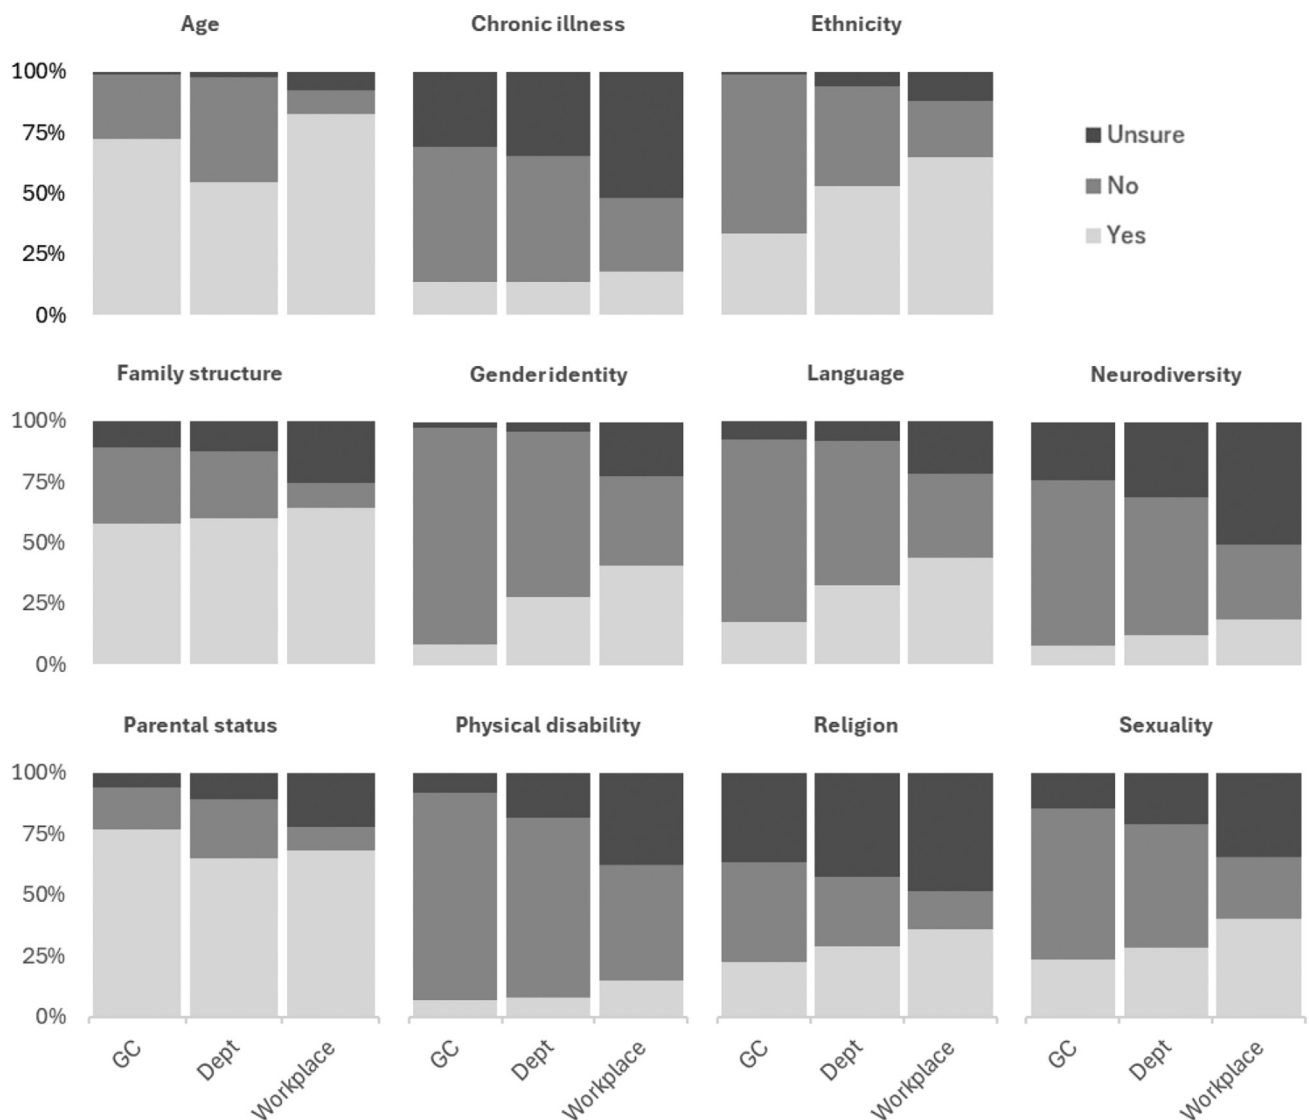 Age Chronic illness Ethnicity
100%
75%
50%
25%
0%
Unsure
No
Yes
Family structure Gender identity Language Neurodiversity
100%
75%
50%
25%
0%
Parental status Physical disability Religion Sexuality
100%
75%
50%
25%
0%
GC Dept Workplace GC Dept Workplace GC Dept Workplace GC Dept Workplace